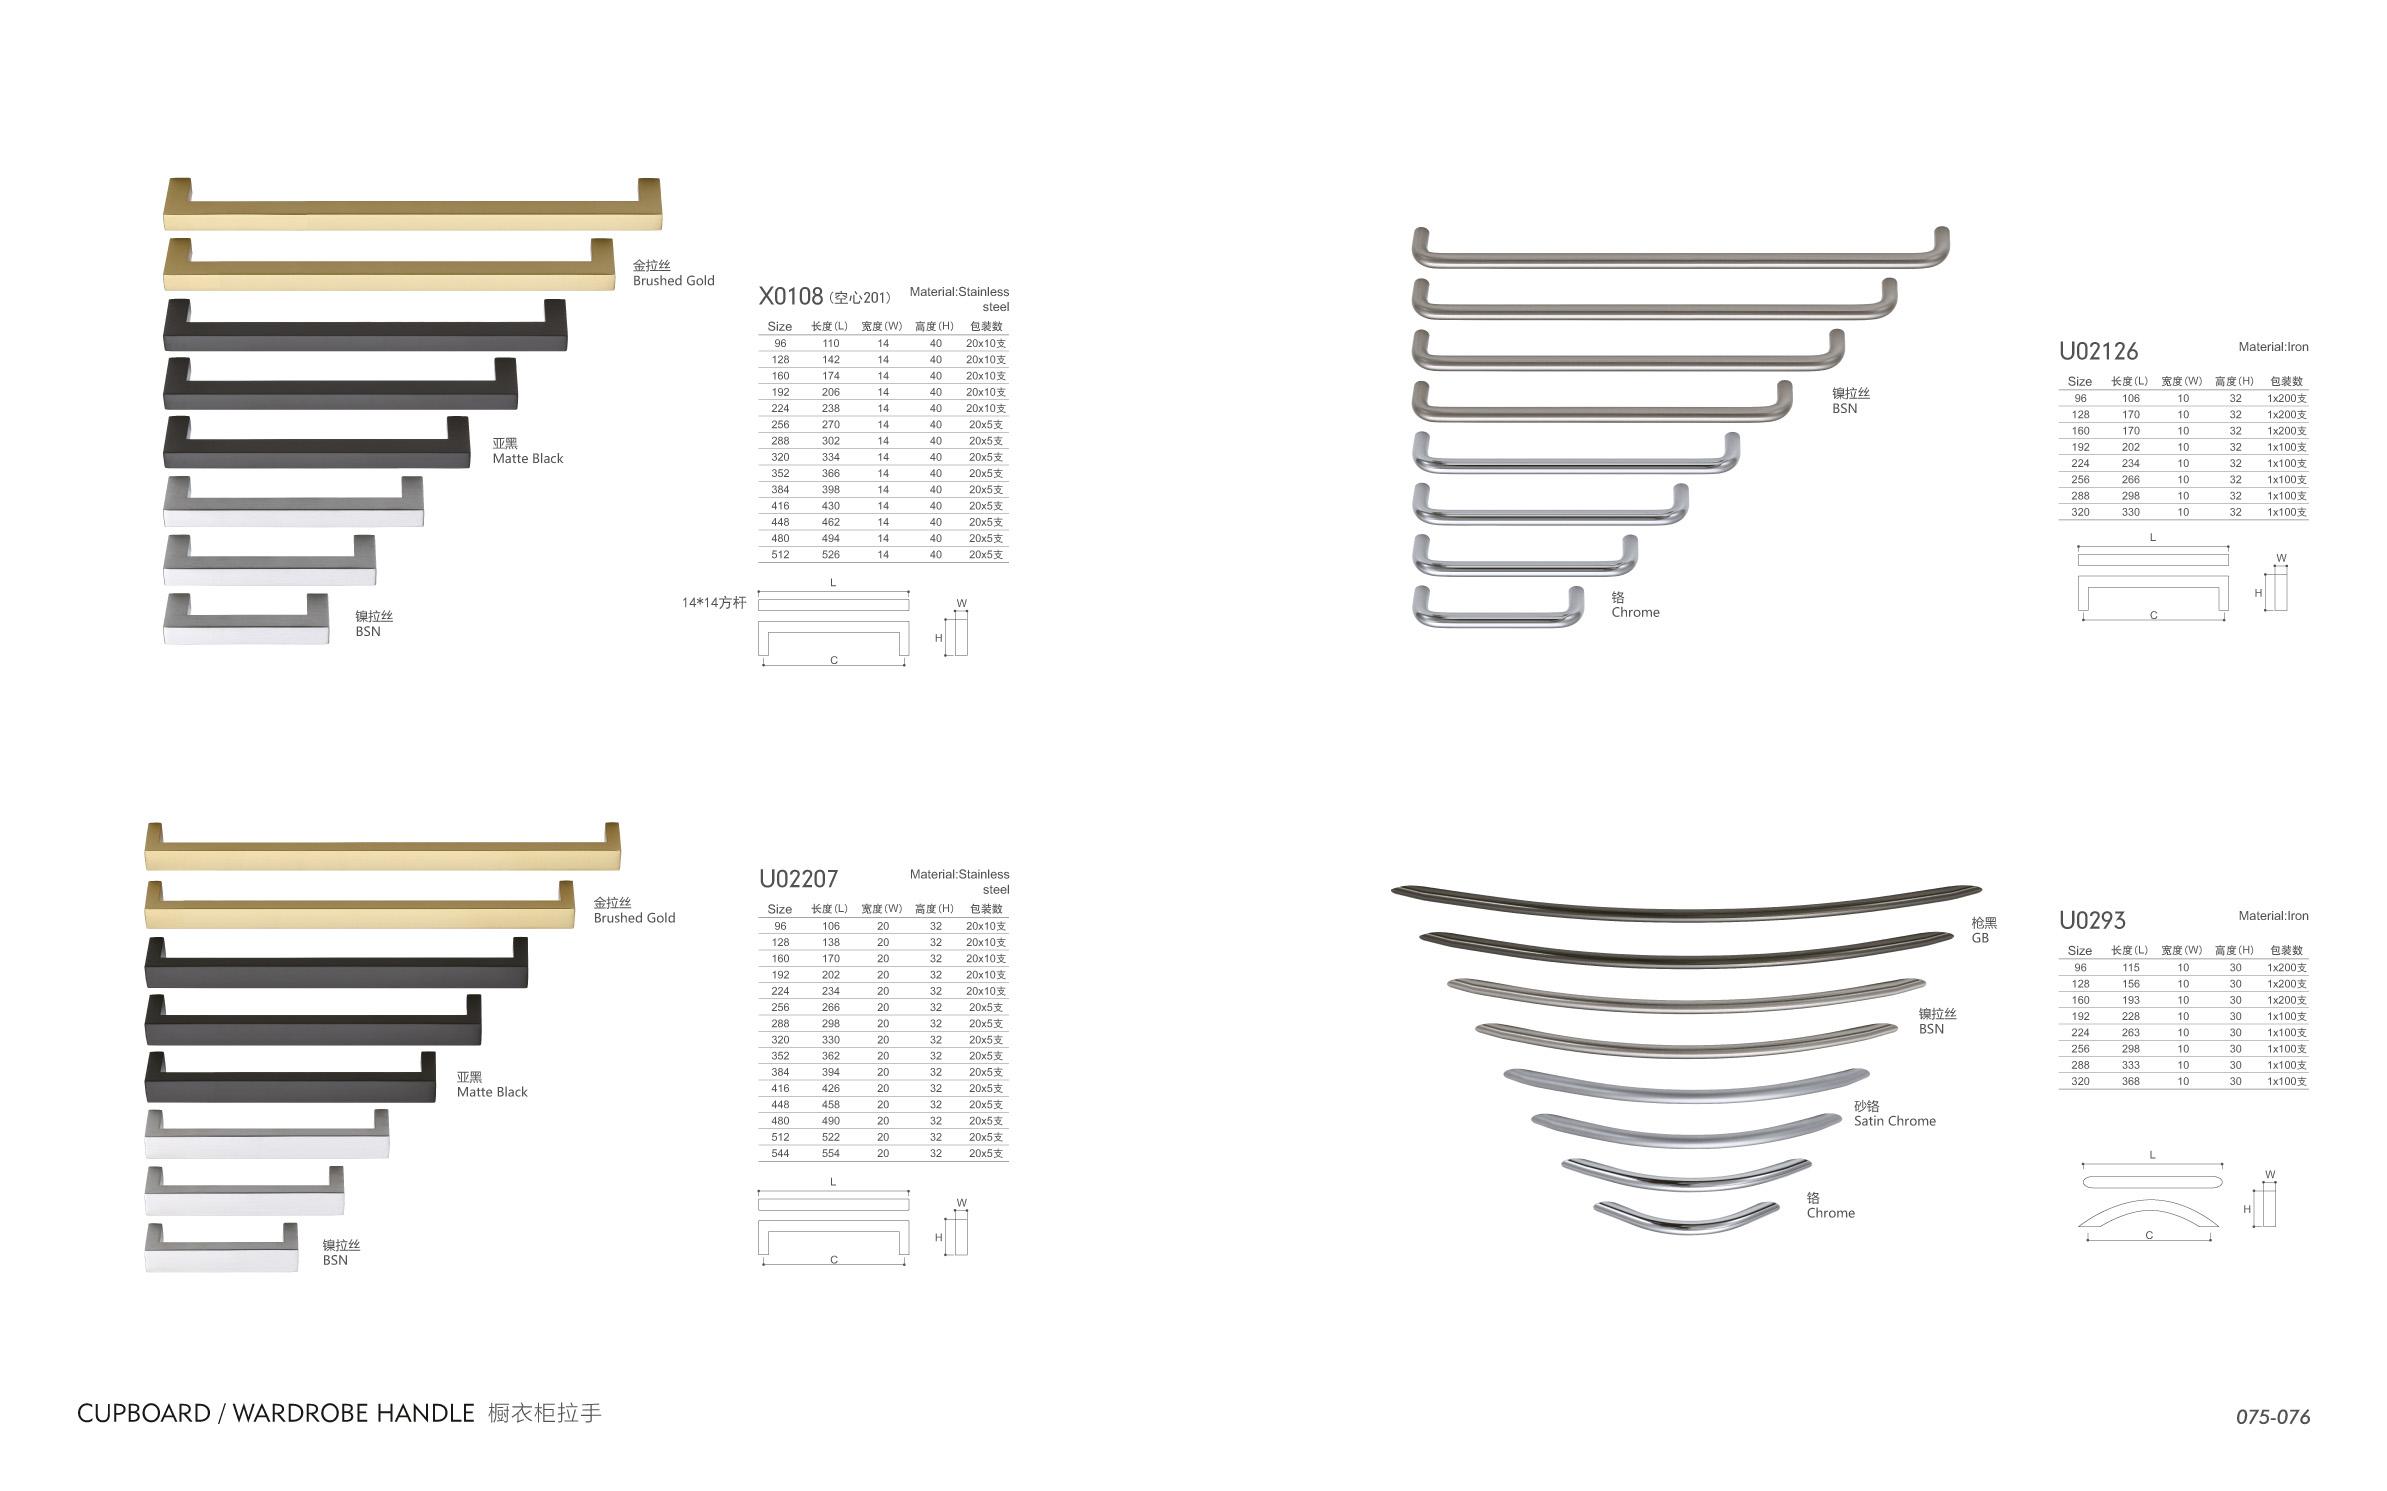 金拉丝
Brushed Gold
亚黑
Matte Black
镍拉丝
BSN
X0108 (空心201) Material:Stainless steel
Size 长度(L) 宽度(W) 高度(H) 包装数
96 110 14 40 20x10支
128 142 14 40 20x10支
160 174 14 40 20x10支
192 206 14 40 20x10支
224 238 14 40 20x10支
256 270 14 40 20x5支
288 302 14 40 20x5支
320 334 14 40 20x5支
352 366 14 40 20x5支
384 398 14 40 20x5支
416 430 14 40 20x5支
448 462 14 40 20x5支
480 494 14 40 20x5支
512 526 14 40 20x5支
14*14方杆
L
W
H
C
镍拉丝
BSN
铬
Chrome
U02126 Material:Iron
Size 长度(L) 宽度(W) 高度(H) 包装数
96 106 10 32 1x200支
128 170 10 32 1x200支
160 170 10 32 1x200支
192 202 10 32 1x100支
224 234 10 32 1x100支
256 266 10 32 1x100支
288 298 10 32 1x100支
320 330 10 32 1x100支
L
W
H
C
金拉丝
Brushed Gold
亚黑
Matte Black
镍拉丝
BSN
U02207 Material:Stainless steel
Size 长度(L) 宽度(W) 高度(H) 包装数
96 106 20 32 20x10支
128 138 20 32 20x10支
160 170 20 32 20x10支
192 202 20 32 20x10支
224 234 20 32 20x10支
256 266 20 32 20x5支
288 298 20 32 20x5支
320 330 20 32 20x5支
352 362 20 32 20x5支
384 394 20 32 20x5支
416 426 20 32 20x5支
448 458 20 32 20x5支
480 490 20 32 20x5支
512 522 20 32 20x5支
544 554 20 32 20x5支
L
W
H
C
枪黑
GB
镍拉丝
BSN
砂铬
Satin Chrome
铬
Chrome
U0293 Material:Iron
Size 长度(L) 宽度(W) 高度(H) 包装数
96 115 10 30 1x200支
128 156 10 30 1x200支
160 193 10 30 1x200支
192 228 10 30 1x100支
224 263 10 30 1x100支
256 298 10 30 1x100支
288 333 10 30 1x100支
320 368 10 30 1x100支
L
W
H
C
CUPBOARD / WARDROBE HANDLE 橱衣柜拉手
075-076